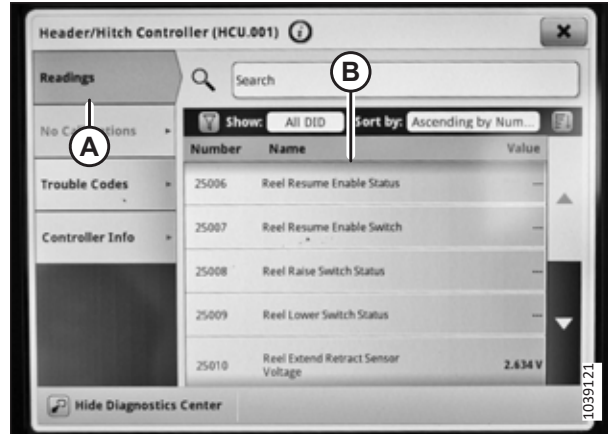 Header/Hitch Controller (HCU.001)
Readings
Search
B
Show: All DID Sort by: Ascending by Num...
A
No Calibrations
Number Name Value
25006 Reel Resume Enable Status ---
Trouble Codes
25007 Reel Resume Enable Switch ---
Controller Info
25008 Reel Raise Switch Status ---
25009 Reel Lower Switch Status ---
25010 Reel Extend Retract Sensor
Voltage 2.634 V
Hide Diagnostics Center
1039121